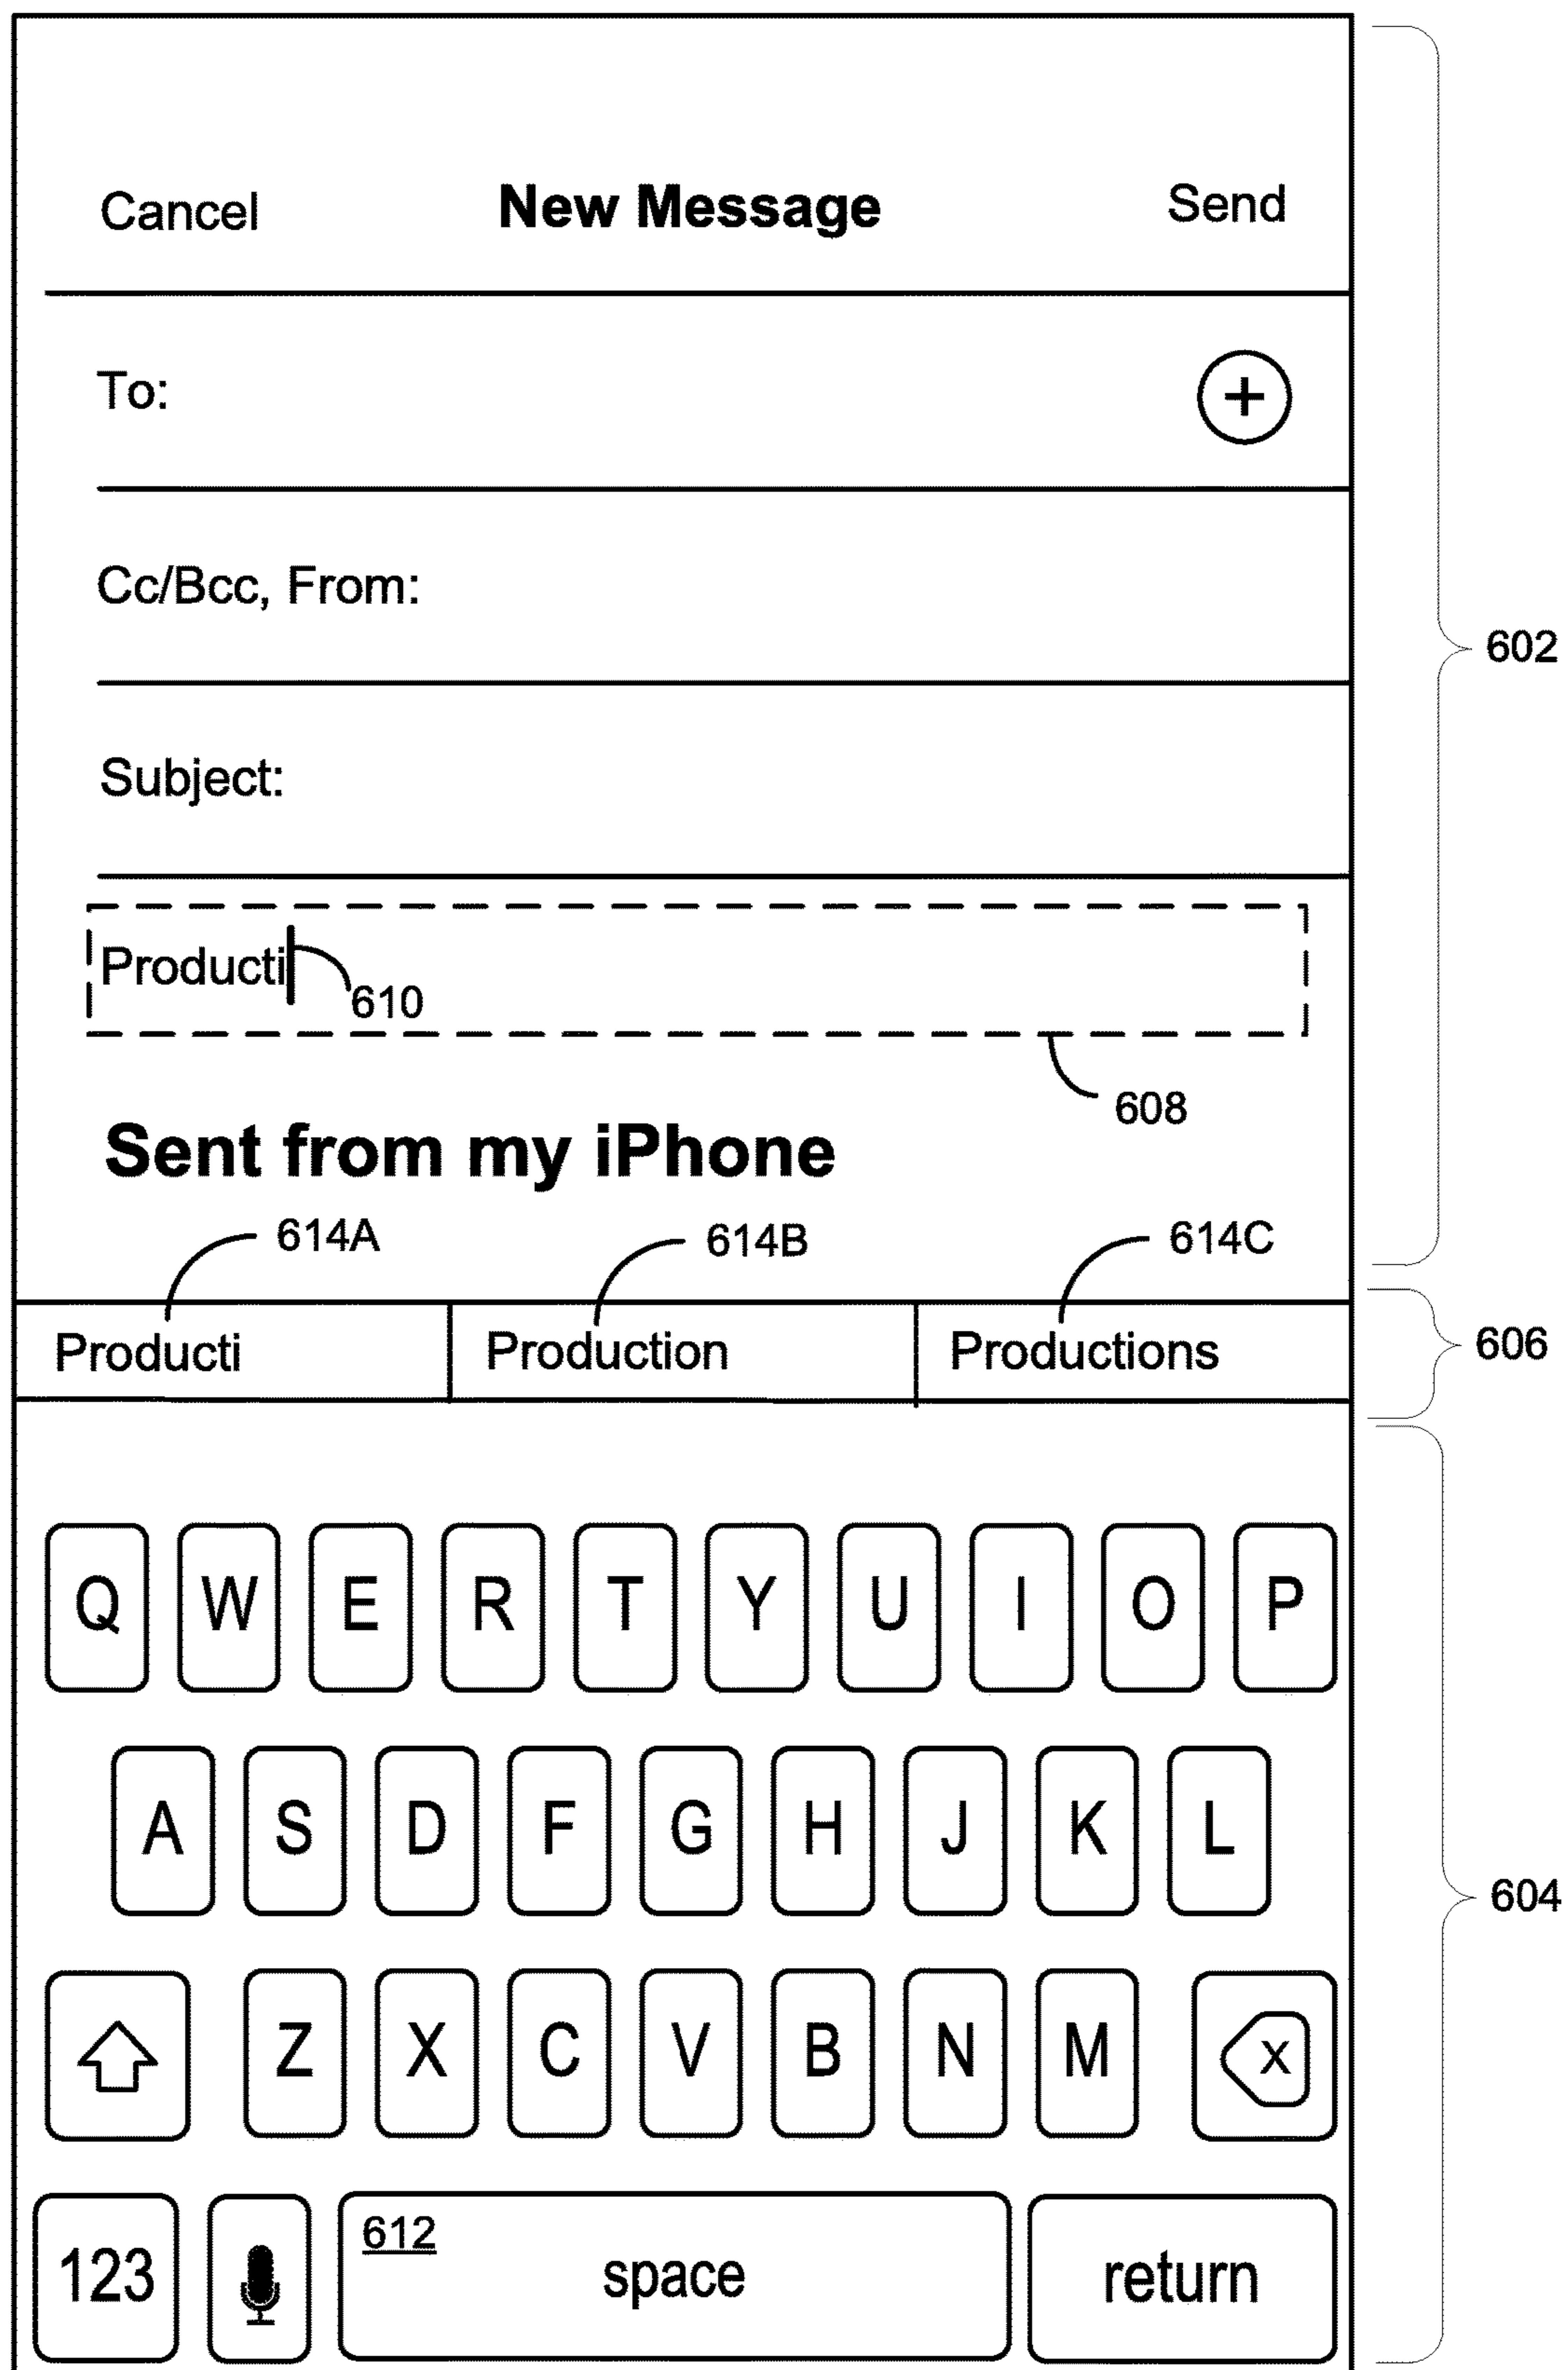 Cancel New Message Send
To: +
Cc/Bcc, From:
602
Subject:
Producti
610
608
Sent from my iPhone
614A 614B 614C
Producti Production Productions 606
Q W E R T Y U I O P
A S D F G H J K L
604
Z X C V B N M X
123 612 space return